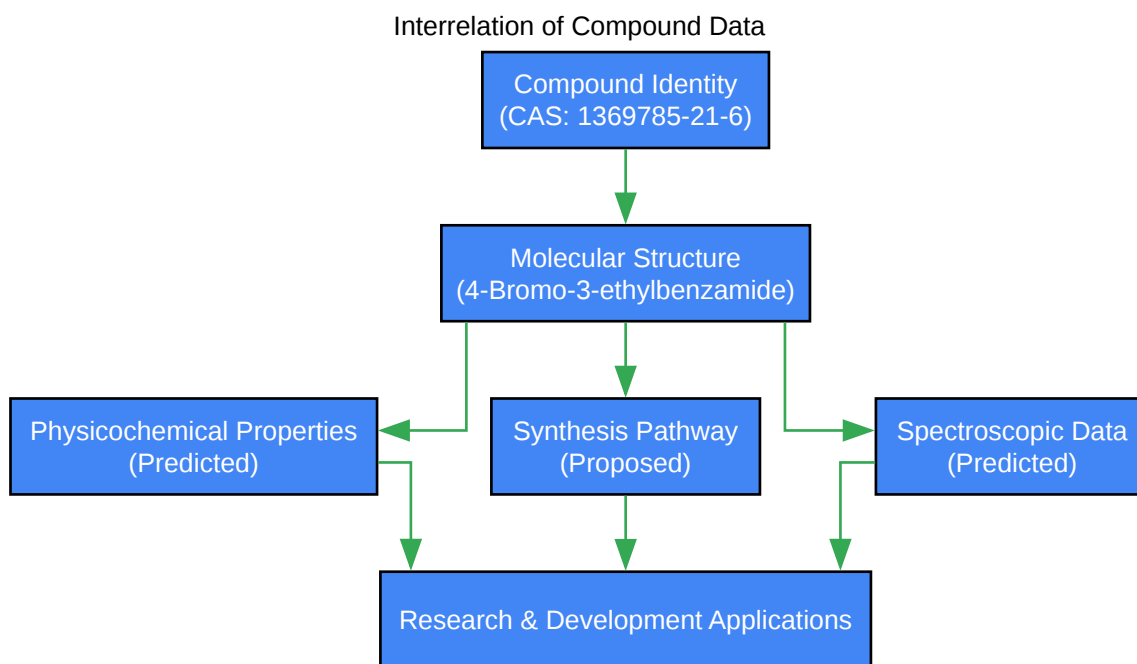 Interrelation of Compound Data
Compound Identity
(CAS: 1369785-21-6)
Molecular Structure
(4-Bromo-3-ethylbenzamide)
Physicochemical Properties
(Predicted)
Synthesis Pathway
(Proposed)
Spectroscopic Data
(Predicted)
Research & Development Applications